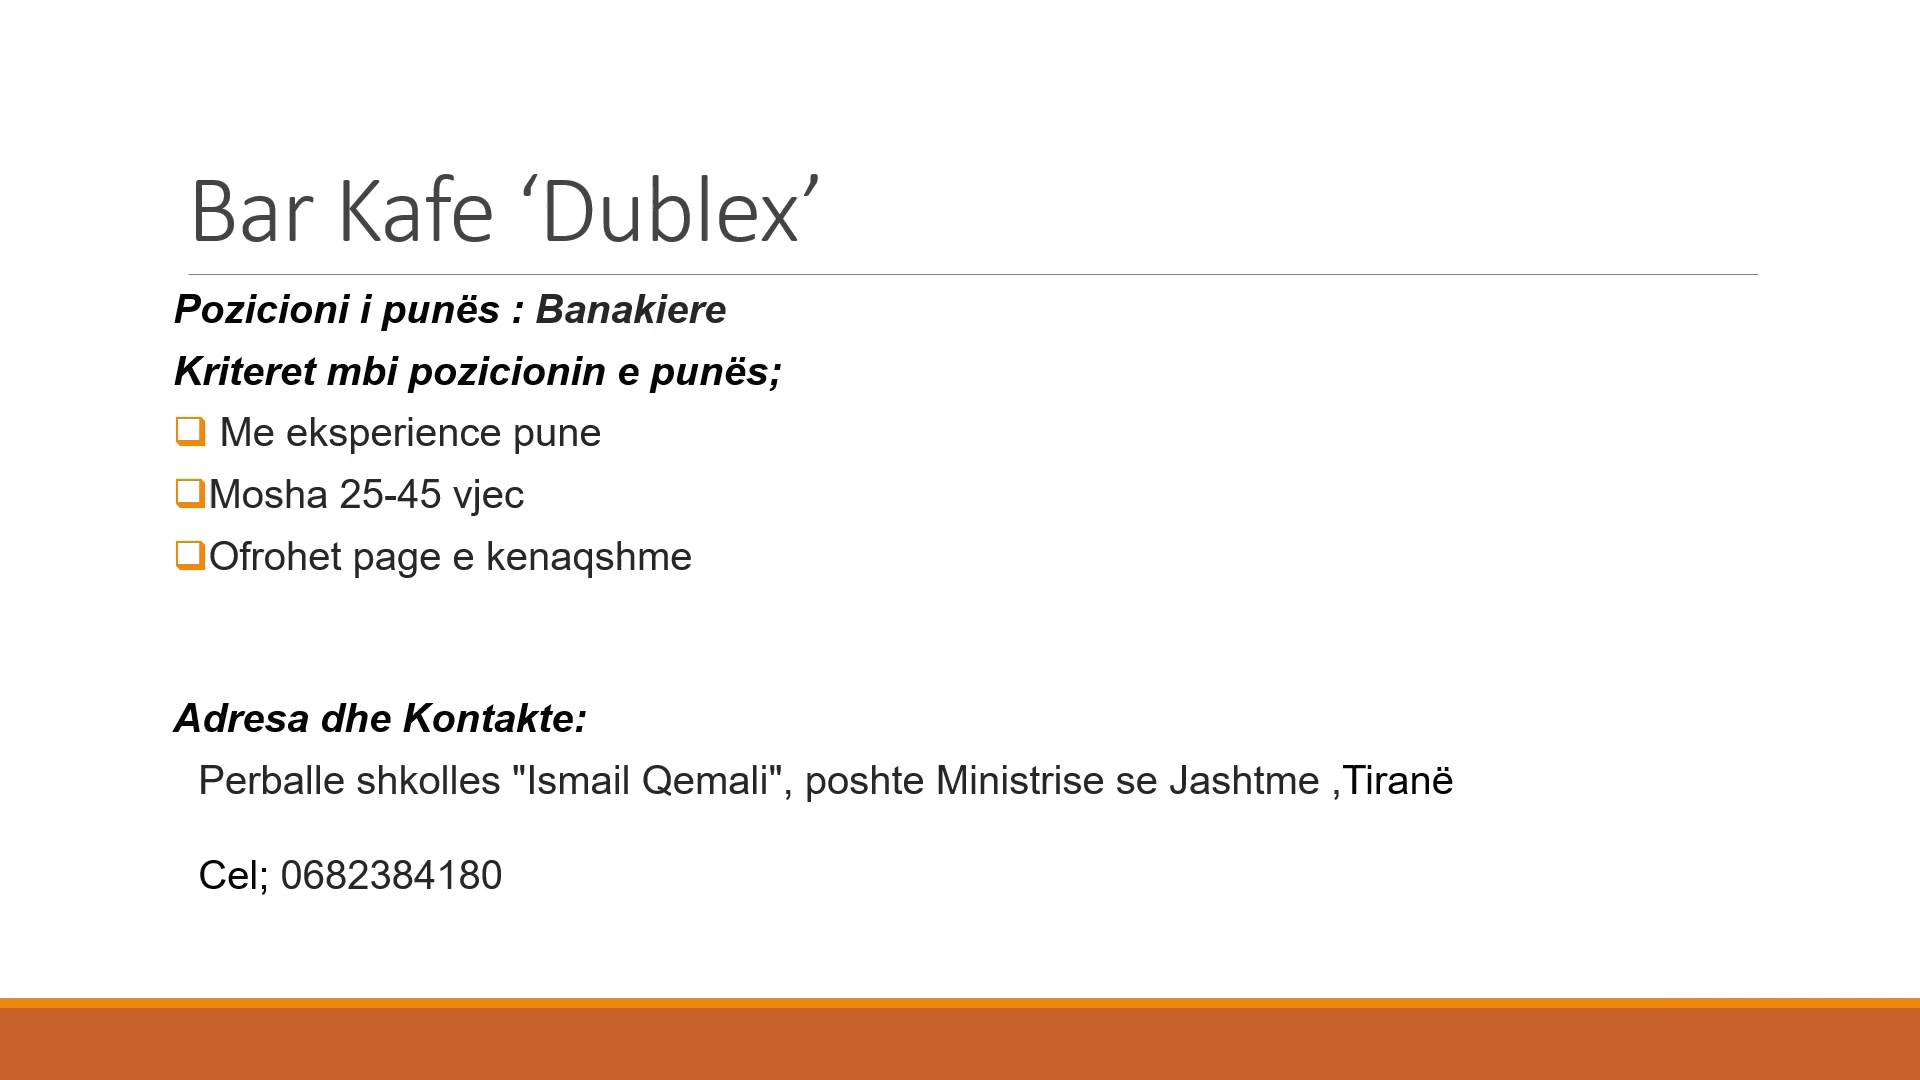 Bar Kafe ‘Dublex’
Pozicioni i punës : Banakiere
Kriteret mbi pozicionin e punës;
Me eksperience pune
Mosha 25-45 vjec
Ofrohet page e kenaqshme
Adresa dhe Kontakte:
Perballe shkolles "Ismail Qemali", poshte Ministrise se Jashtme ,Tiranë
Cel; 0682384180